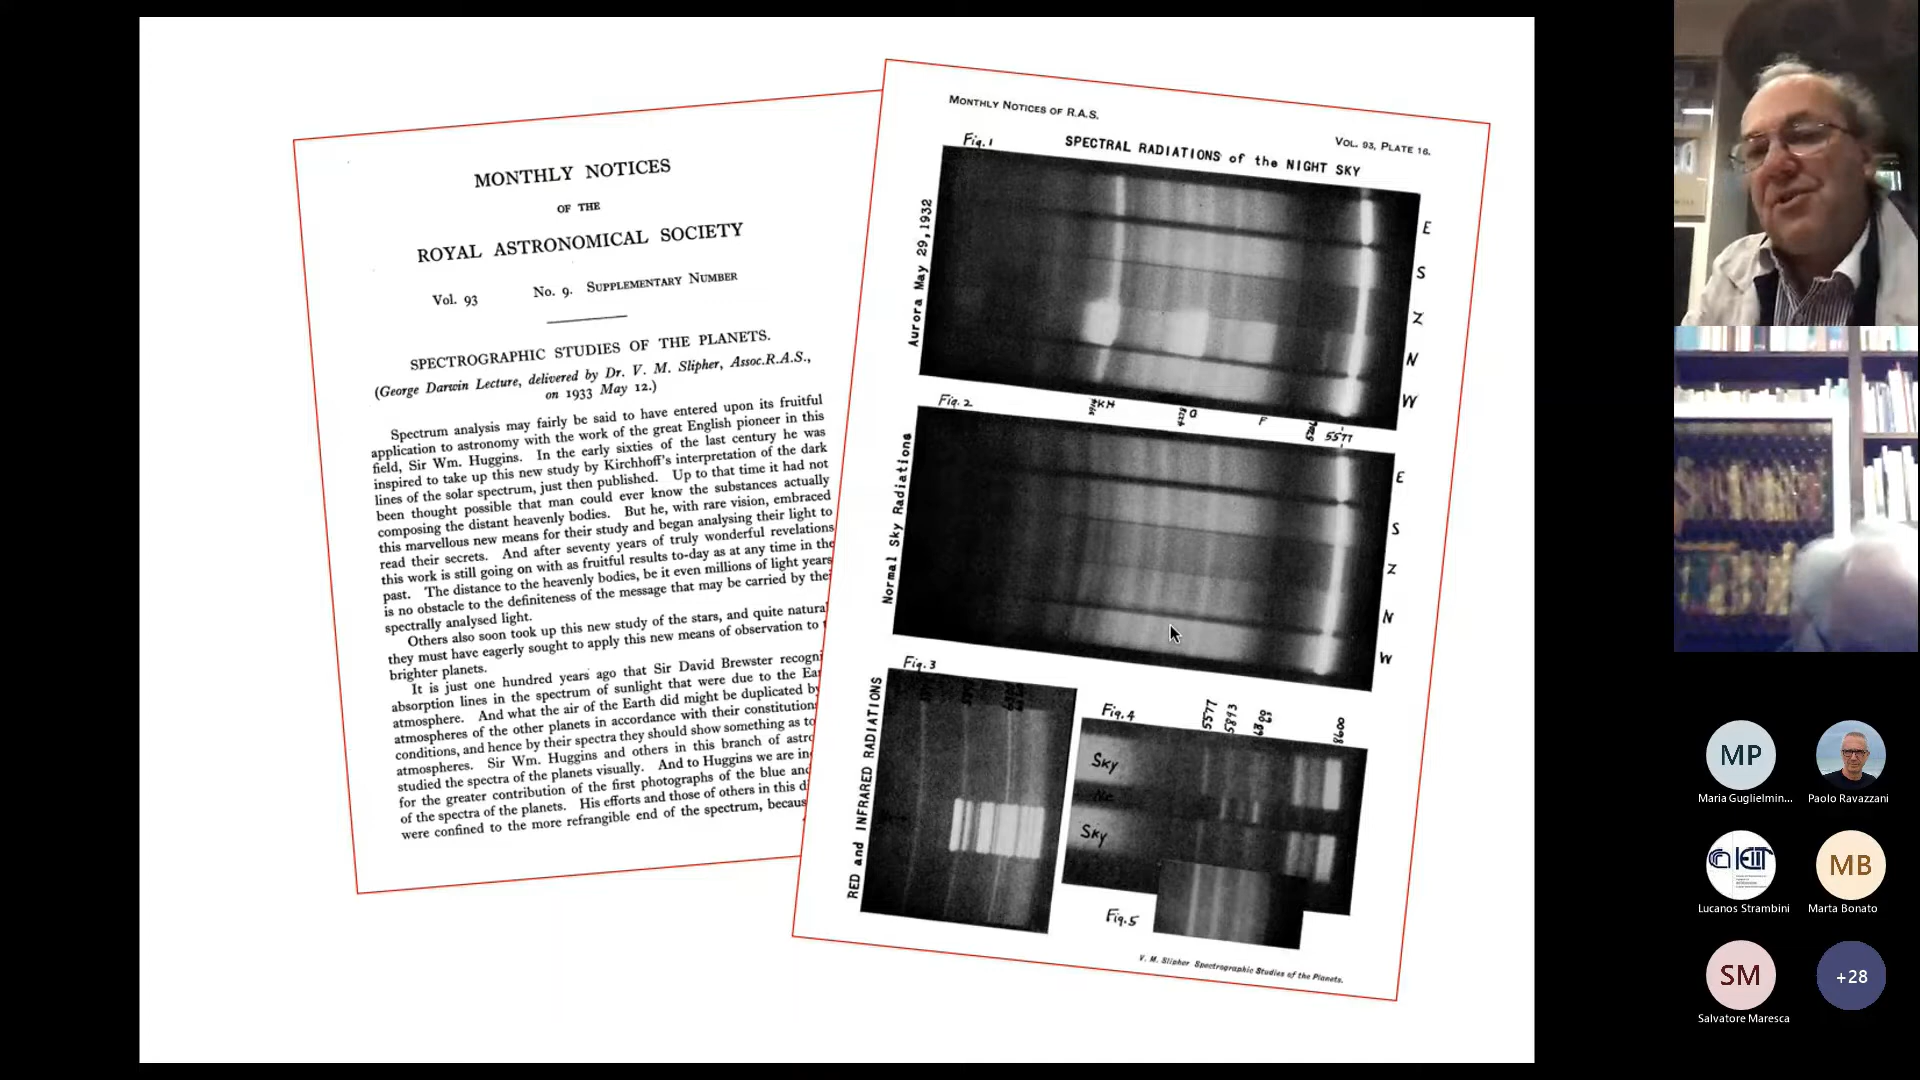 MONTHLY NOTICES
OF THE
ROYAL ASTRONOMICAL SOCIETY
Vol. 93 No. 9. SUPPLEMENTARY NUMBER
SPECTROGRAPHIC STUDIES OF THE PLANETS.
(George Darwin Lecture, delivered by Dr. V. M. Slipher, Assoc.R.A.S.,
on 1933 May 12.)
Spectrum analysis may fairly be said to have entered upon its fruitful
application to astronomy with the work of the great English pioneer in this
field, Sir Wm. Huggins. In the early sixties of the last century he was
inspired to take up this new study by Kirchhoff's interpretation of the dark
lines of the solar spectrum, just then published. Up to that time it had not
been thought possible that man could ever know the substances actually
composing the distant heavenly bodies. But he, with rare vision, embraced
this marvellous new means for their study and began analysing their light to
read their secrets. And after seventy years of truly wonderful revelations
this work is still going on with as fruitful results to-day as at any time in the
past. The distance to the heavenly bodies, be it even millions of light years
is no obstacle to the definiteness of the message that may be carried by the
spectrally analysed light.
Others also soon took up this new study of the stars, and quite natura
they must have eagerly sought to apply this new means of observation to
brighter planets.
It is just one hundred years ago that Sir David Brewster recogni
absorption lines in the spectrum of sunlight that were due to the Ea
atmosphere. And what the air of the Earth did might be duplicated by
atmospheres of the other planets in accordance with their constitution
conditions, and hence by their spectra they should show something as to
atmospheres. Sir Wm. Huggins and others in this branch of astro
studied the spectra of the planets visually. And to Huggins we are in
for the greater contribution of the first photographs of the blue and
of the spectra of the planets. His efforts and those of others in this di
were confined to the more refrangible end of the spectrum, becaus
MONTHLY NOTICES OF R.A.S.
VOL. 93, PLATE 16.
Fig. 1
SPECTRAL RADIATIONS of the NIGHT SKY
Aurora May 29, 1932
E
S
Z
N
W
KH
G
F
5577
Fig. 2
Normal Sky Radiations
E
S
Z
N
W
Fig. 3
RED and INFRARED RADIATIONS
Fig. 4
5577
5893
8600
Sky
Ne
Sky
Fig. 5
V. M. Slipher Spectrographic Studies of the Planets.
MP
Maria Guglielmin...
Paolo Ravazzani
IEIIT
Lucanos Strambini
MB
Marta Bonato
SM
Salvatore Maresca
+28